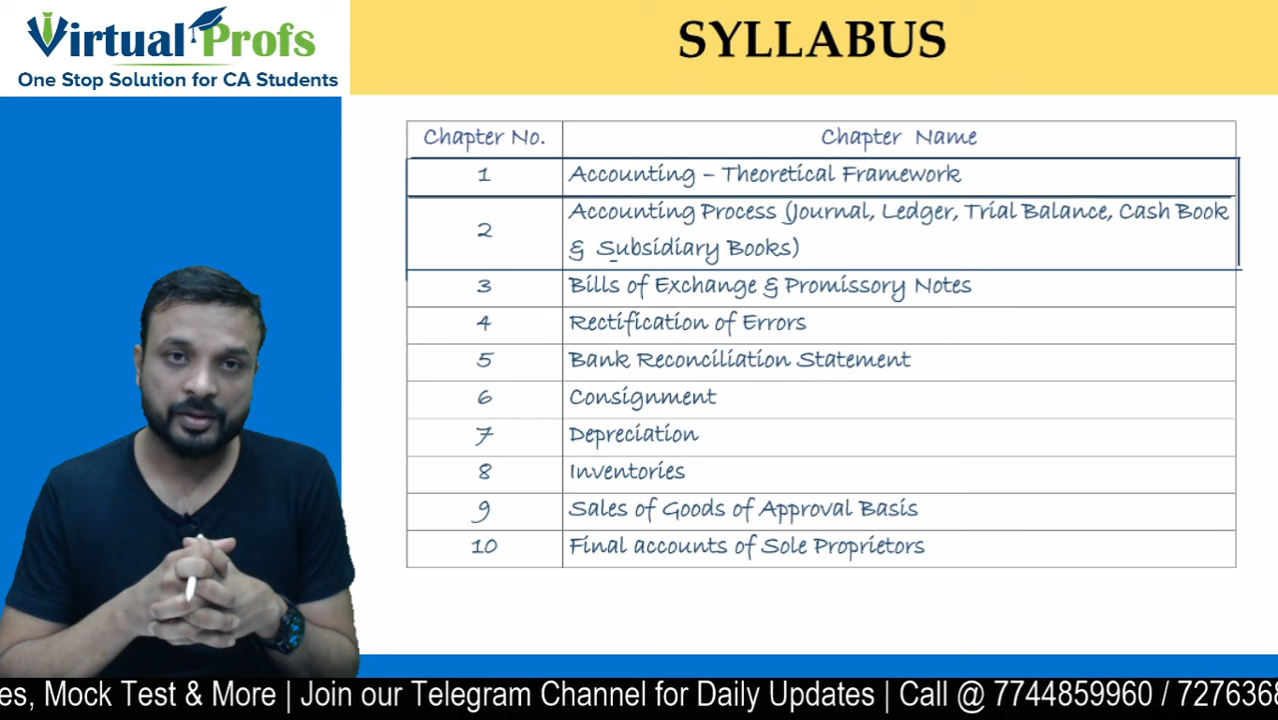 Virtual Profs
One Stop Solution for CA Students
SYLLABUS
Chapter No. Chapter Name
1 Accounting – Theoretical Framework
2 Accounting Process (Journal, Ledger, Trial Balance, Cash Book
& Subsidiary Books)
3 Bills of Exchange & Promissory Notes
4 Rectification of Errors
5 Bank Reconciliation Statement
6 Consignment
7 Depreciation
8 Inventories
9 Sales of Goods of Approval Basis
10 Final accounts of Sole Proprietors
es, Mock Test & More | Join our Telegram Channel for Daily Updates | Call @ 7744859960 / 7276368